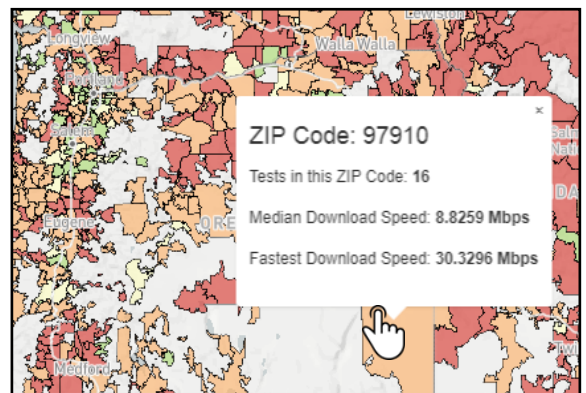 Lewiston
Longview
Walla Walla
Portland
×
ZIP Code: 97910
Salem
Tests in this ZIP Code: 16
Median Download Speed: 8.8259 Mbps
Eugene
ORE
Fastest Download Speed: 30.3296 Mbps
Medford